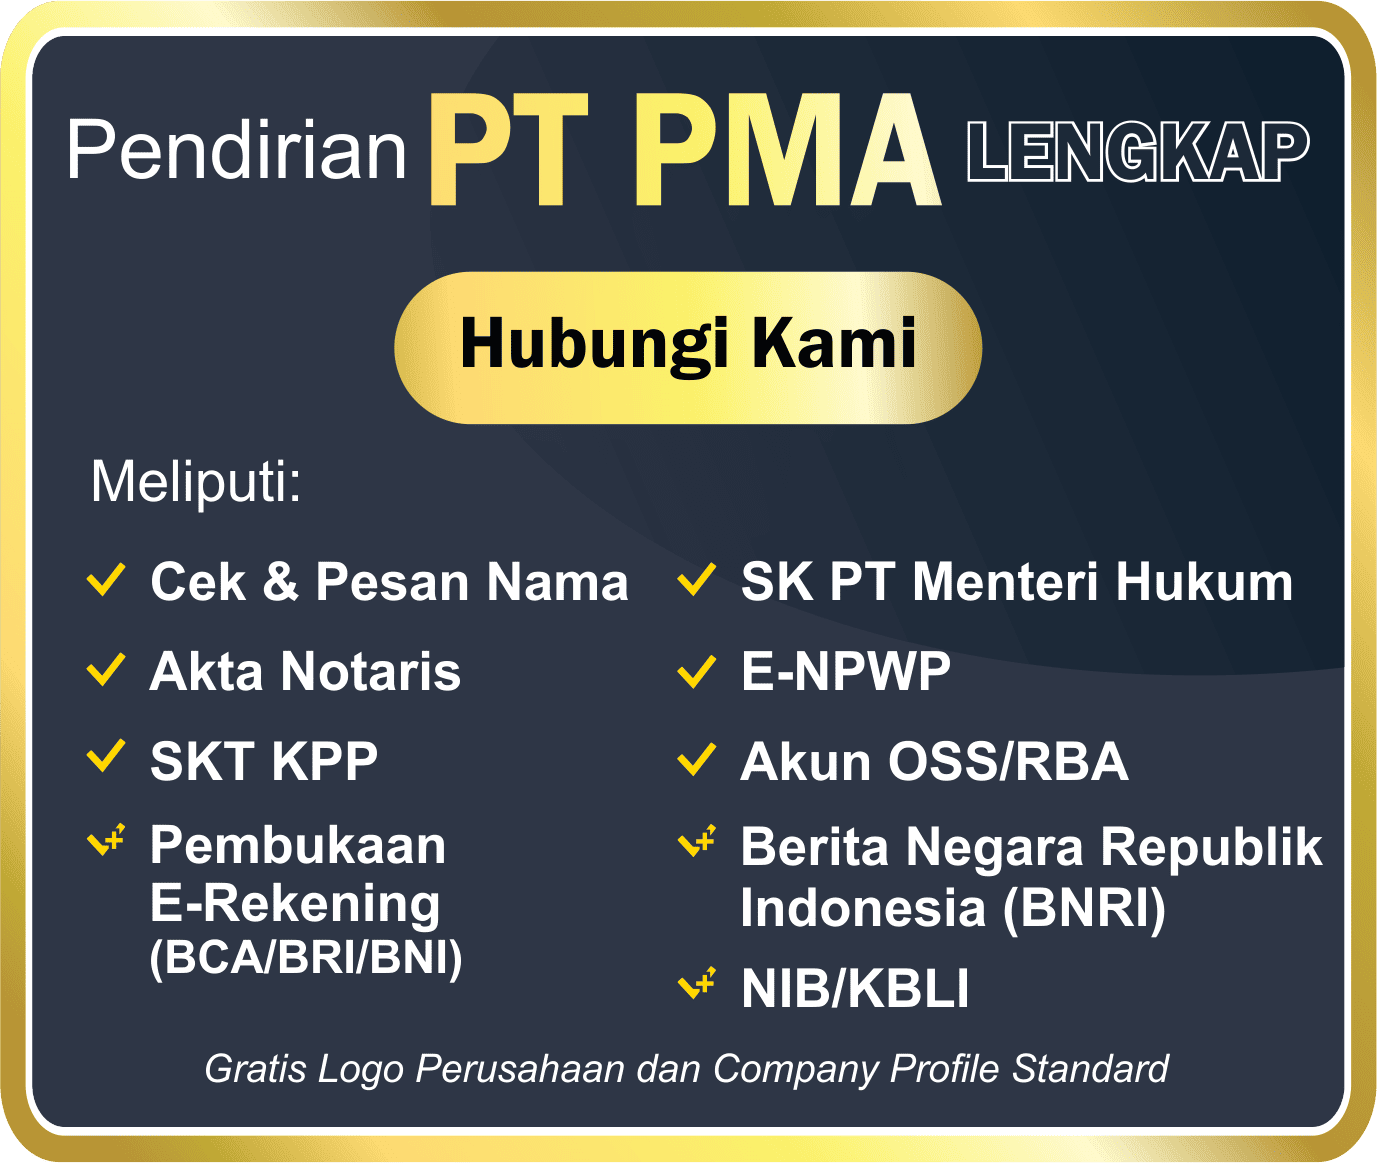 Pendirian PT PMA LENGKAP
Hubungi Kami
Meliputi:
Cek & Pesan Nama
Akta Notaris
SKT KPP
Pembukaan
E-Rekening
(BCA/BRI/BNI)
SK PT Menteri Hukum
E-NPWP
Akun OSS/RBA
Berita Negara Republik
Indonesia (BNRI)
NIB/KBLI
Gratis Logo Perusahaan dan Company Profile Standard